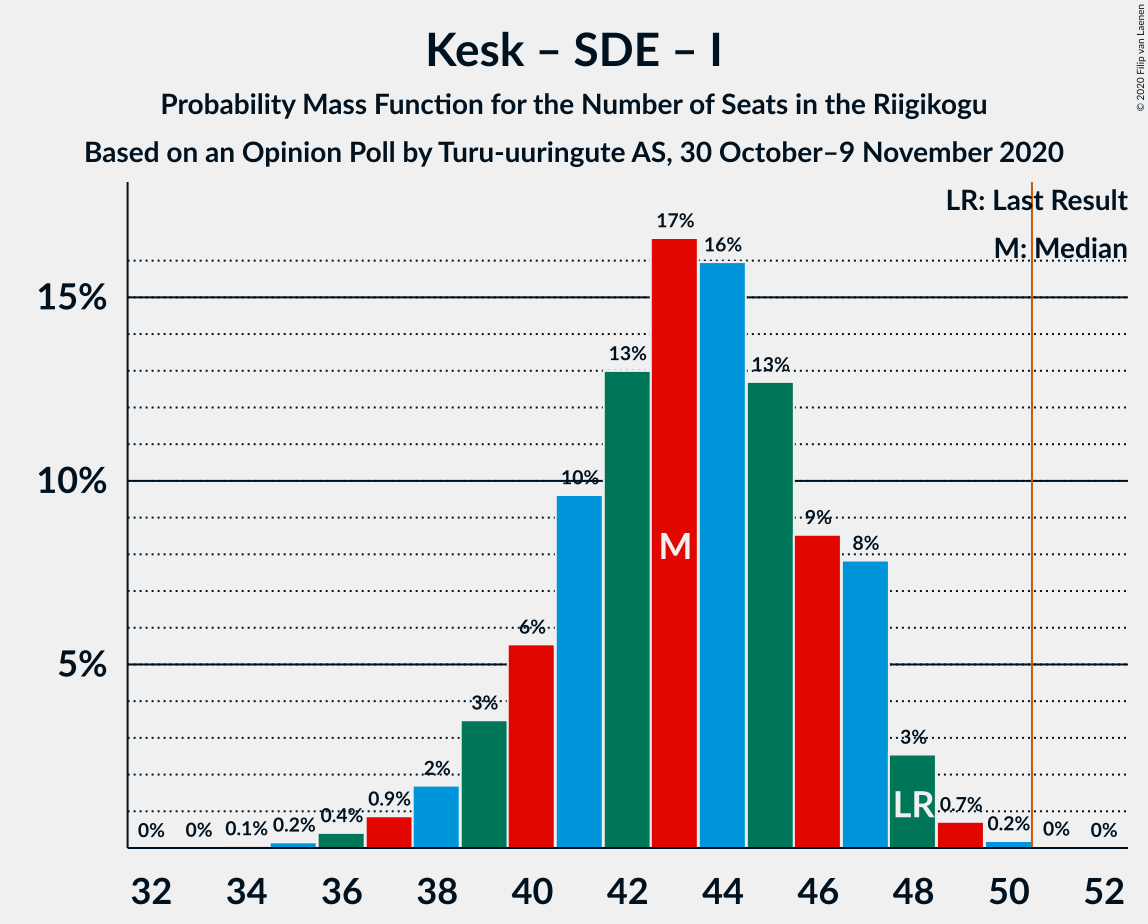 Kesk – SDE – I
Probability Mass Function for the Number of Seats in the Riigikogu
Based on an Opinion Poll by Turu-uuringute AS, 30 October–9 November 2020
© 2020 Filip van Laenen
LR: Last Result
M: Median
15%
10%
5%
0% 0% 0.1% 0.2% 0.4% 0.9% 2% 3% 6% 10% 13% 17% 16% 13% 9% 8% 3% 0.7% 0.2% 0% 0%
M
LR
32 34 36 38 40 42 44 46 48 50 52